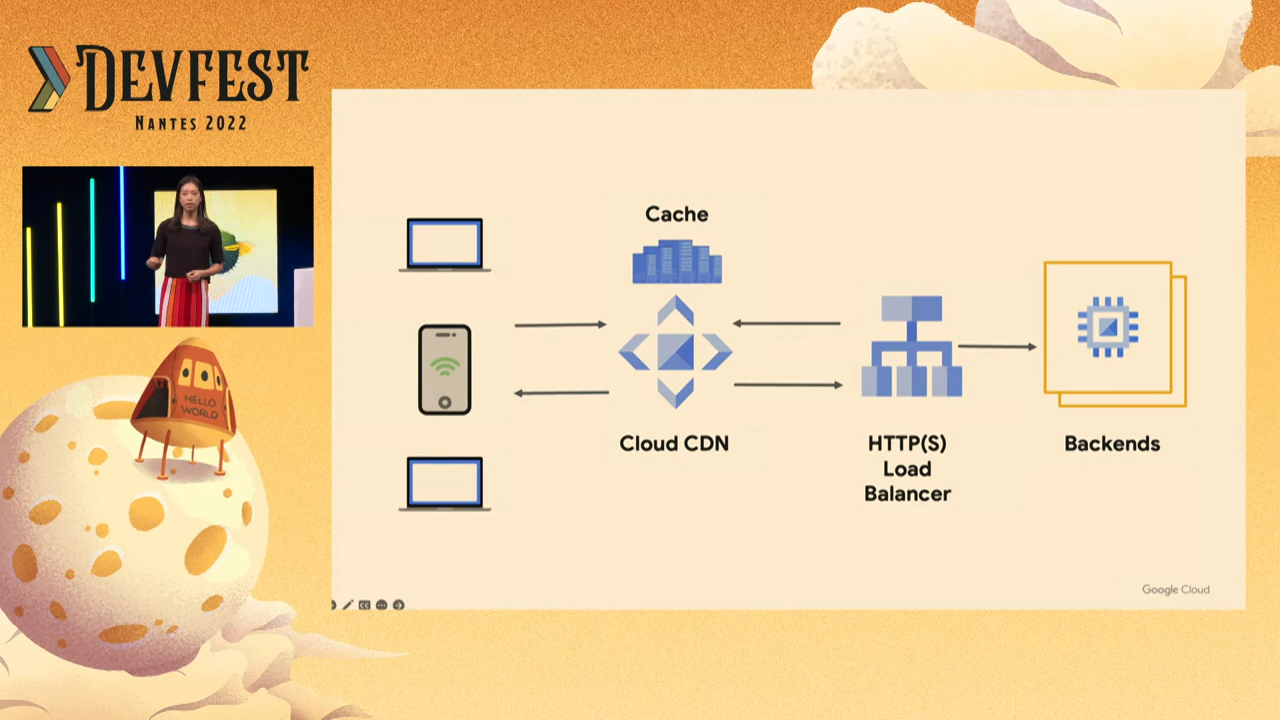 DEVFEST
NANTES 2022
Cache
Cloud CDN
HTTP(S)
Load
Balancer
Backends
Google Cloud
HELLO
WORLD